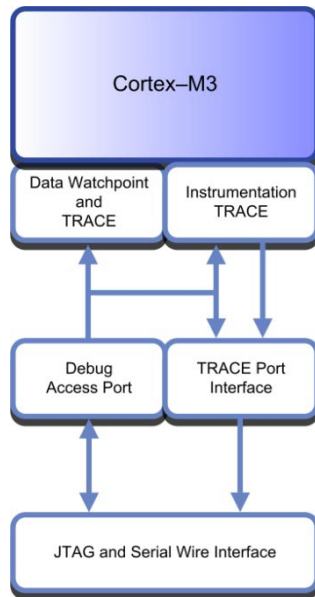 Cortex–M3
Data Watchpoint
and
TRACE
Instrumentation
TRACE
Debug
Access Port
TRACE Port
Interface
JTAG and Serial Wire Interface